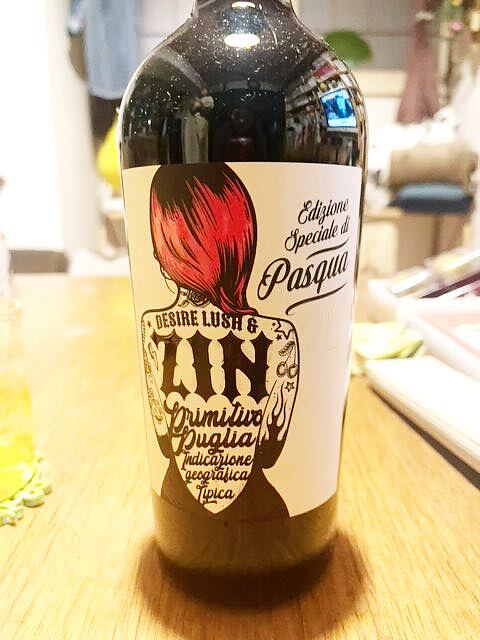 Edizione
Speciale di
Pasqua
DESIRE LUSH &
ZIN
Primitivo
Puglia
Indicazione
geografica
Tipica